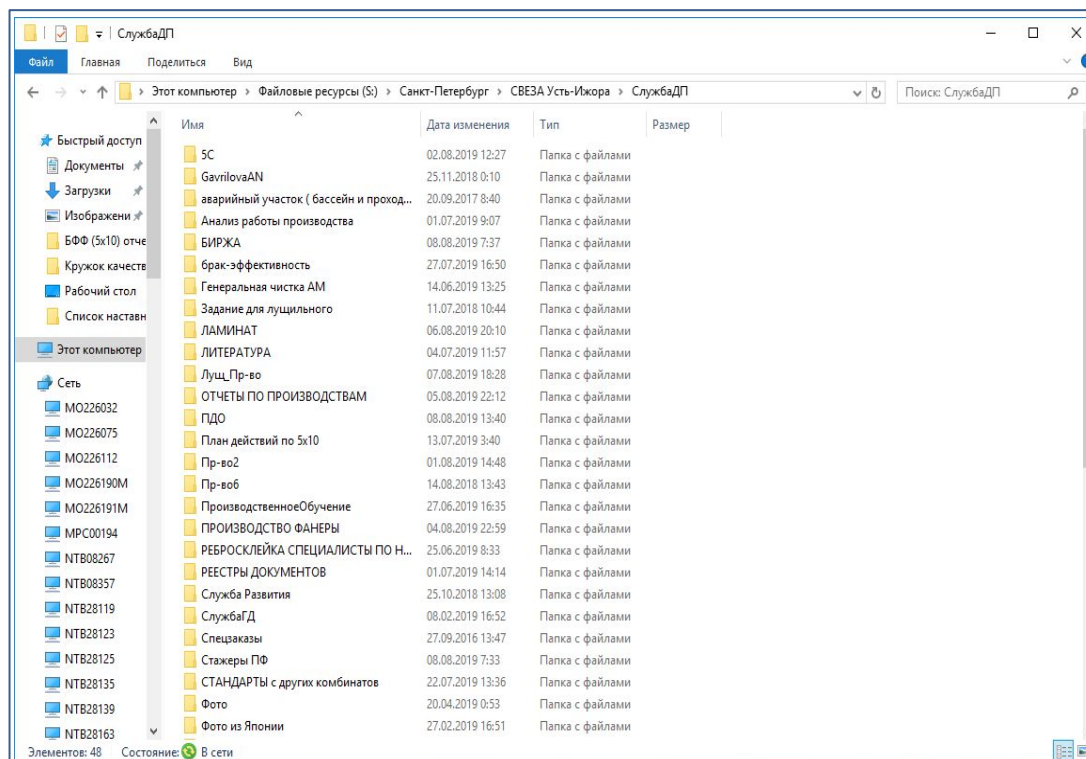 СлужбаДП
Файл Главная Поделиться Вид
Этот компьютер › Файловые ресурсы (S:) › Санкт-Петербург › СВЕЗА Усть-Ижора › СлужбаДП
Поиск: СлужбаДП
Быстрый доступ
Документы
Загрузки
Изображени
БФФ (5x10) отче
Кружок качеств
Рабочий стол
Список наставн
Этот компьютер
Сеть
MO226032
MO226075
MO226112
MO226190M
MO226191M
MPC00194
NTB08267
NTB08357
NTB28119
NTB28123
NTB28125
NTB28135
NTB28139
NTB28163
Имя Дата изменения Тип Размер
5С 02.08.2019 12:27 Папка с файлами
GavrilovaAN 25.11.2018 0:10 Папка с файлами
аварийный участок ( бассейн и проход... 20.09.2017 8:40 Папка с файлами
Анализ работы производства 01.07.2019 9:07 Папка с файлами
БИРЖА 08.08.2019 7:37 Папка с файлами
брак-эффективность 27.07.2019 16:50 Папка с файлами
Генеральная чистка АМ 14.06.2019 13:25 Папка с файлами
Задание для лущильного 11.07.2018 10:44 Папка с файлами
ЛАМИНАТ 06.08.2019 20:10 Папка с файлами
ЛИТЕРАТУРА 04.07.2019 11:57 Папка с файлами
Лущ_Пр-во 07.08.2019 18:28 Папка с файлами
ОТЧЕТЫ ПО ПРОИЗВОДСТВАМ 05.08.2019 22:12 Папка с файлами
ПДО 08.08.2019 13:40 Папка с файлами
План действий по 5x10 13.07.2019 3:40 Папка с файлами
Пр-во2 01.08.2019 14:48 Папка с файлами
Пр-во6 14.08.2018 13:43 Папка с файлами
ПроизводственноеОбучение 27.06.2019 16:35 Папка с файлами
ПРОИЗВОДСТВО ФАНЕРЫ 04.08.2019 22:59 Папка с файлами
РЕБРОСКЛЕЙКА СПЕЦИАЛИСТЫ ПО Н... 25.06.2019 8:33 Папка с файлами
РЕЕСТРЫ ДОКУМЕНТОВ 01.07.2019 14:14 Папка с файлами
Служба Развития 25.10.2018 13:08 Папка с файлами
СлужбаГД 08.02.2019 16:52 Папка с файлами
Спецзаказы 27.09.2016 13:47 Папка с файлами
Стажеры ПФ 08.08.2019 7:33 Папка с файлами
СТАНДАРТЫ с других комбинатов 22.07.2019 13:36 Папка с файлами
Фото 20.04.2019 0:53 Папка с файлами
Фото из Японии 27.02.2019 16:51 Папка с файлами
Элементов: 48 Состояние: В сети